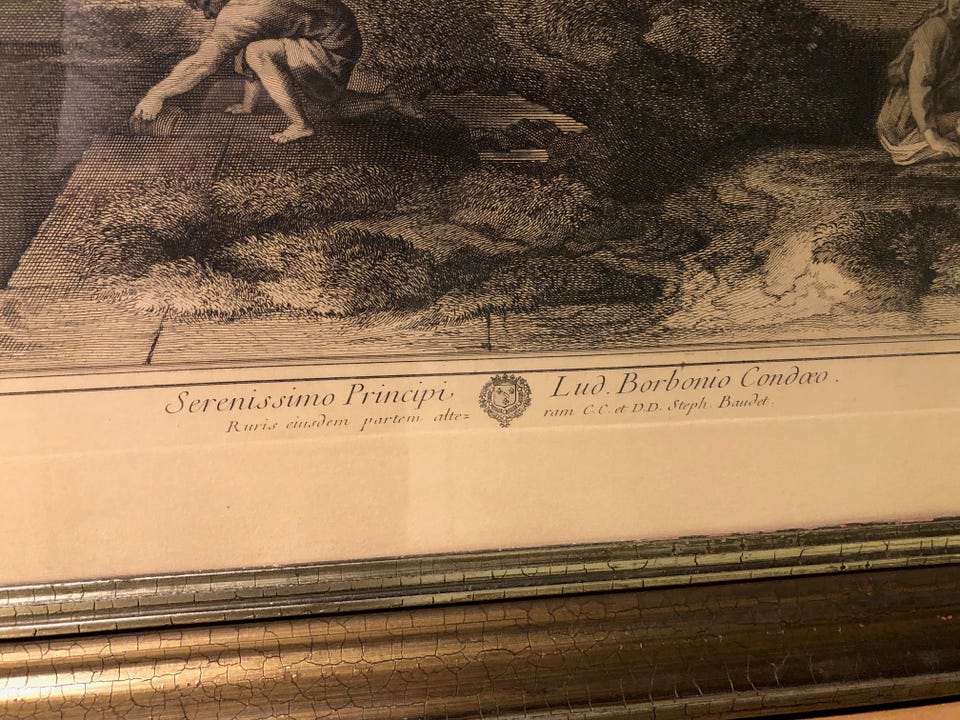 Serenissimo Principi, Lud. Borbonio Condæo.
Ruris eiusdem partem alte= ram C.C. et D.D. Steph. Baudet.